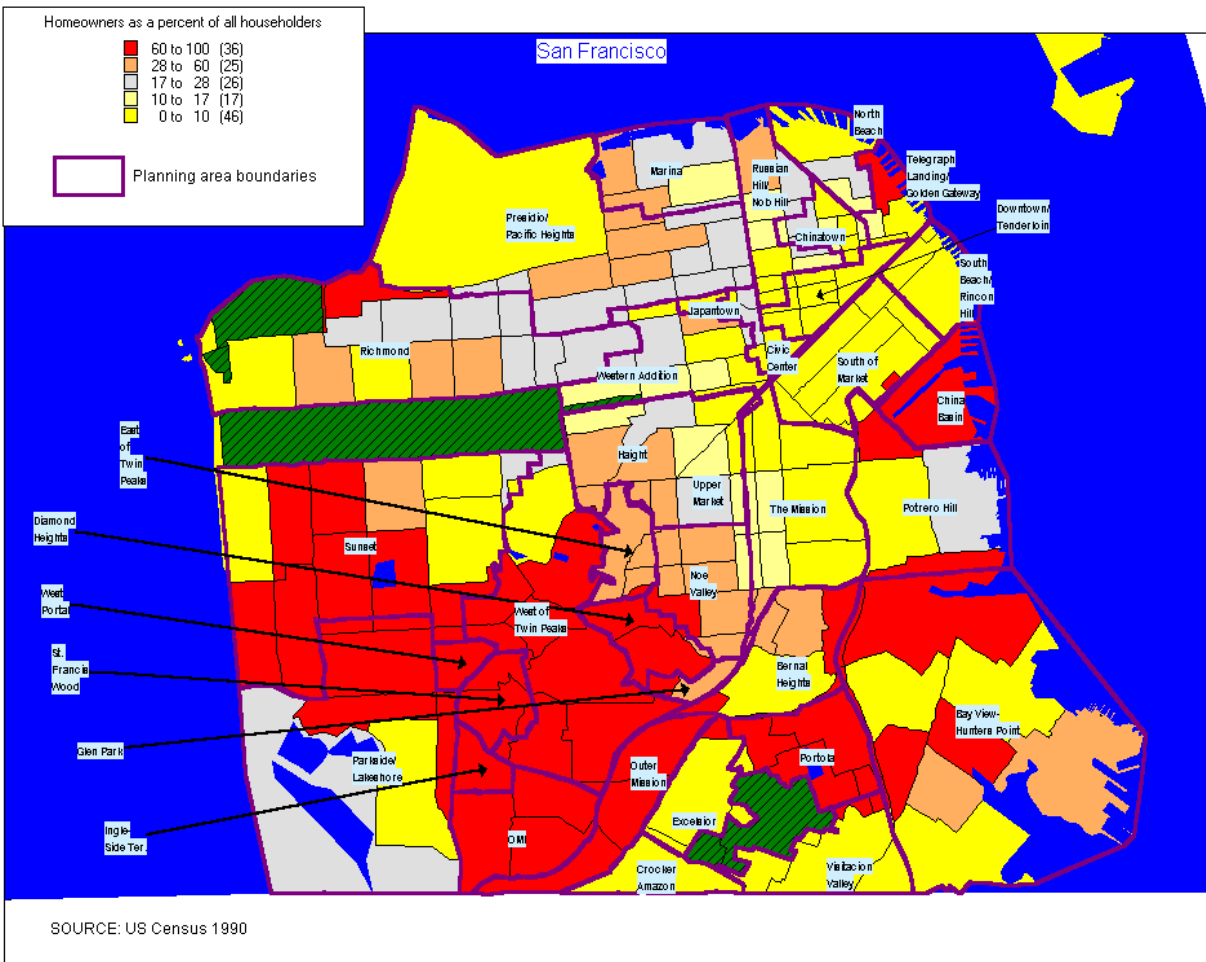 Homeowners as a percent of all householders
60 to 100 (36)
28 to 60 (25)
17 to 28 (26)
10 to 17 (17)
0 to 10 (46)
Planning area boundaries
San Francisco
North
Beach
Marina
Russian
Hill/
Nob Hill
Telegraph
Landing/
Golden Gateway
Downtown/
Tenderloin
Presidio/
Pacific Heights
Chinatown
South
Beach/
Rincon
Hill
Japantown
Richmond
Civic
Center
South of
Market
Western Addition
China
Basin
East
of
Twin
Peaks
Haight
Upper
Market
The Mission
Potrero Hill
Diamond
Heights
Sunset
Noe
Valley
West
Portal
West of
Twin Peaks
St.
Francis
Wood
Bernal
Heights
Glen Park
Bay View-
Hunters Point
Parkside/
Lakeshore
Outer
Mission
Portola
Ingle-
Side Ter.
OMI
Excelsior
Crocker
Amazon
Visitacion
Valley
SOURCE: US Census 1990